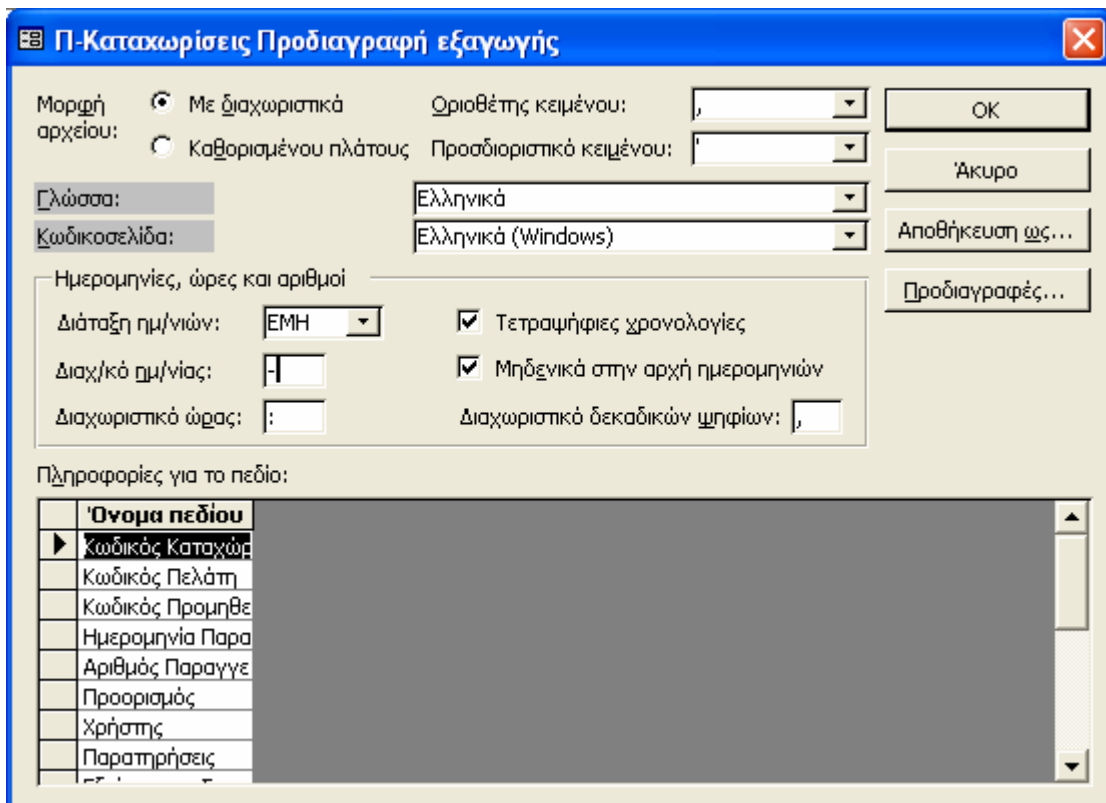 Π-Καταχωρίσεις Προδιαγραφή εξαγωγής
Μορφή αρχείου:
Με διαχωριστικά
Οριοθέτης κειμένου: ,
OK
Καθορισμένου πλάτους
Προσδιοριστικό κειμένου: '
Άκυρο
Γλώσσα: Ελληνικά
Κωδικοσελίδα: Ελληνικά (Windows)
Αποθήκευση ως...
Προδιαγραφές...
Ημερομηνίες, ώρες και αριθμοί
Διάταξη ημ/νιών: ΕΜΗ
Τετραψήφιες χρονολογίες
Διαχ/κό ημ/νίας: -
Μηδενικά στην αρχή ημερομηνιών
Διαχωριστικό ώρας: :
Διαχωριστικό δεκαδικών ψηφίων: ,
Πληροφορίες για το πεδίο:
Όνομα πεδίου
Κωδικός Καταχώρ
Κωδικός Πελάτη
Κωδικός Προμηθε
Ημερομηνία Παρα
Αριθμός Παραγγε
Προορισμός
Χρήστης
Παρατηρήσεις